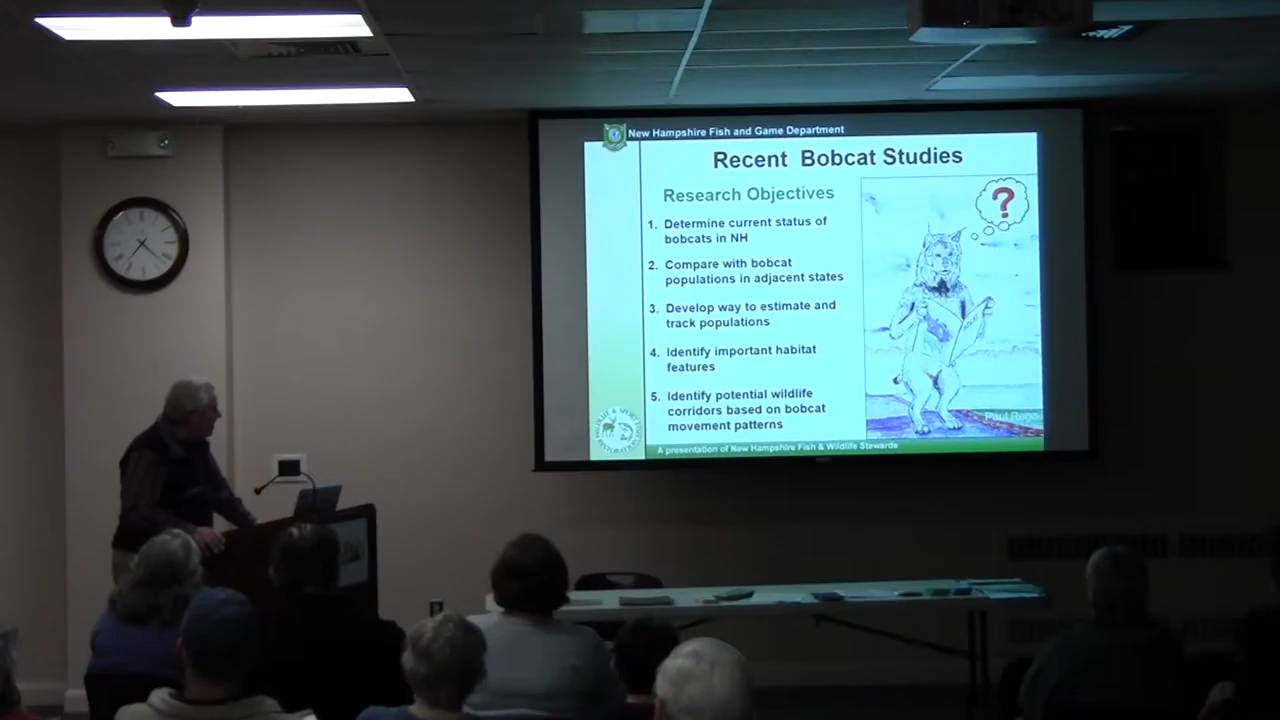 New Hampshire Fish and Game Department
Recent Bobcat Studies
Research Objectives
1. Determine current status of
bobcats in NH
2. Compare with bobcat
populations in adjacent states
3. Develop way to estimate and
track populations
4. Identify important habitat
features
5. Identify potential wildlife
corridors based on bobcat
movement patterns
?
A presentation of New Hampshire Fish & Wildlife Stewards